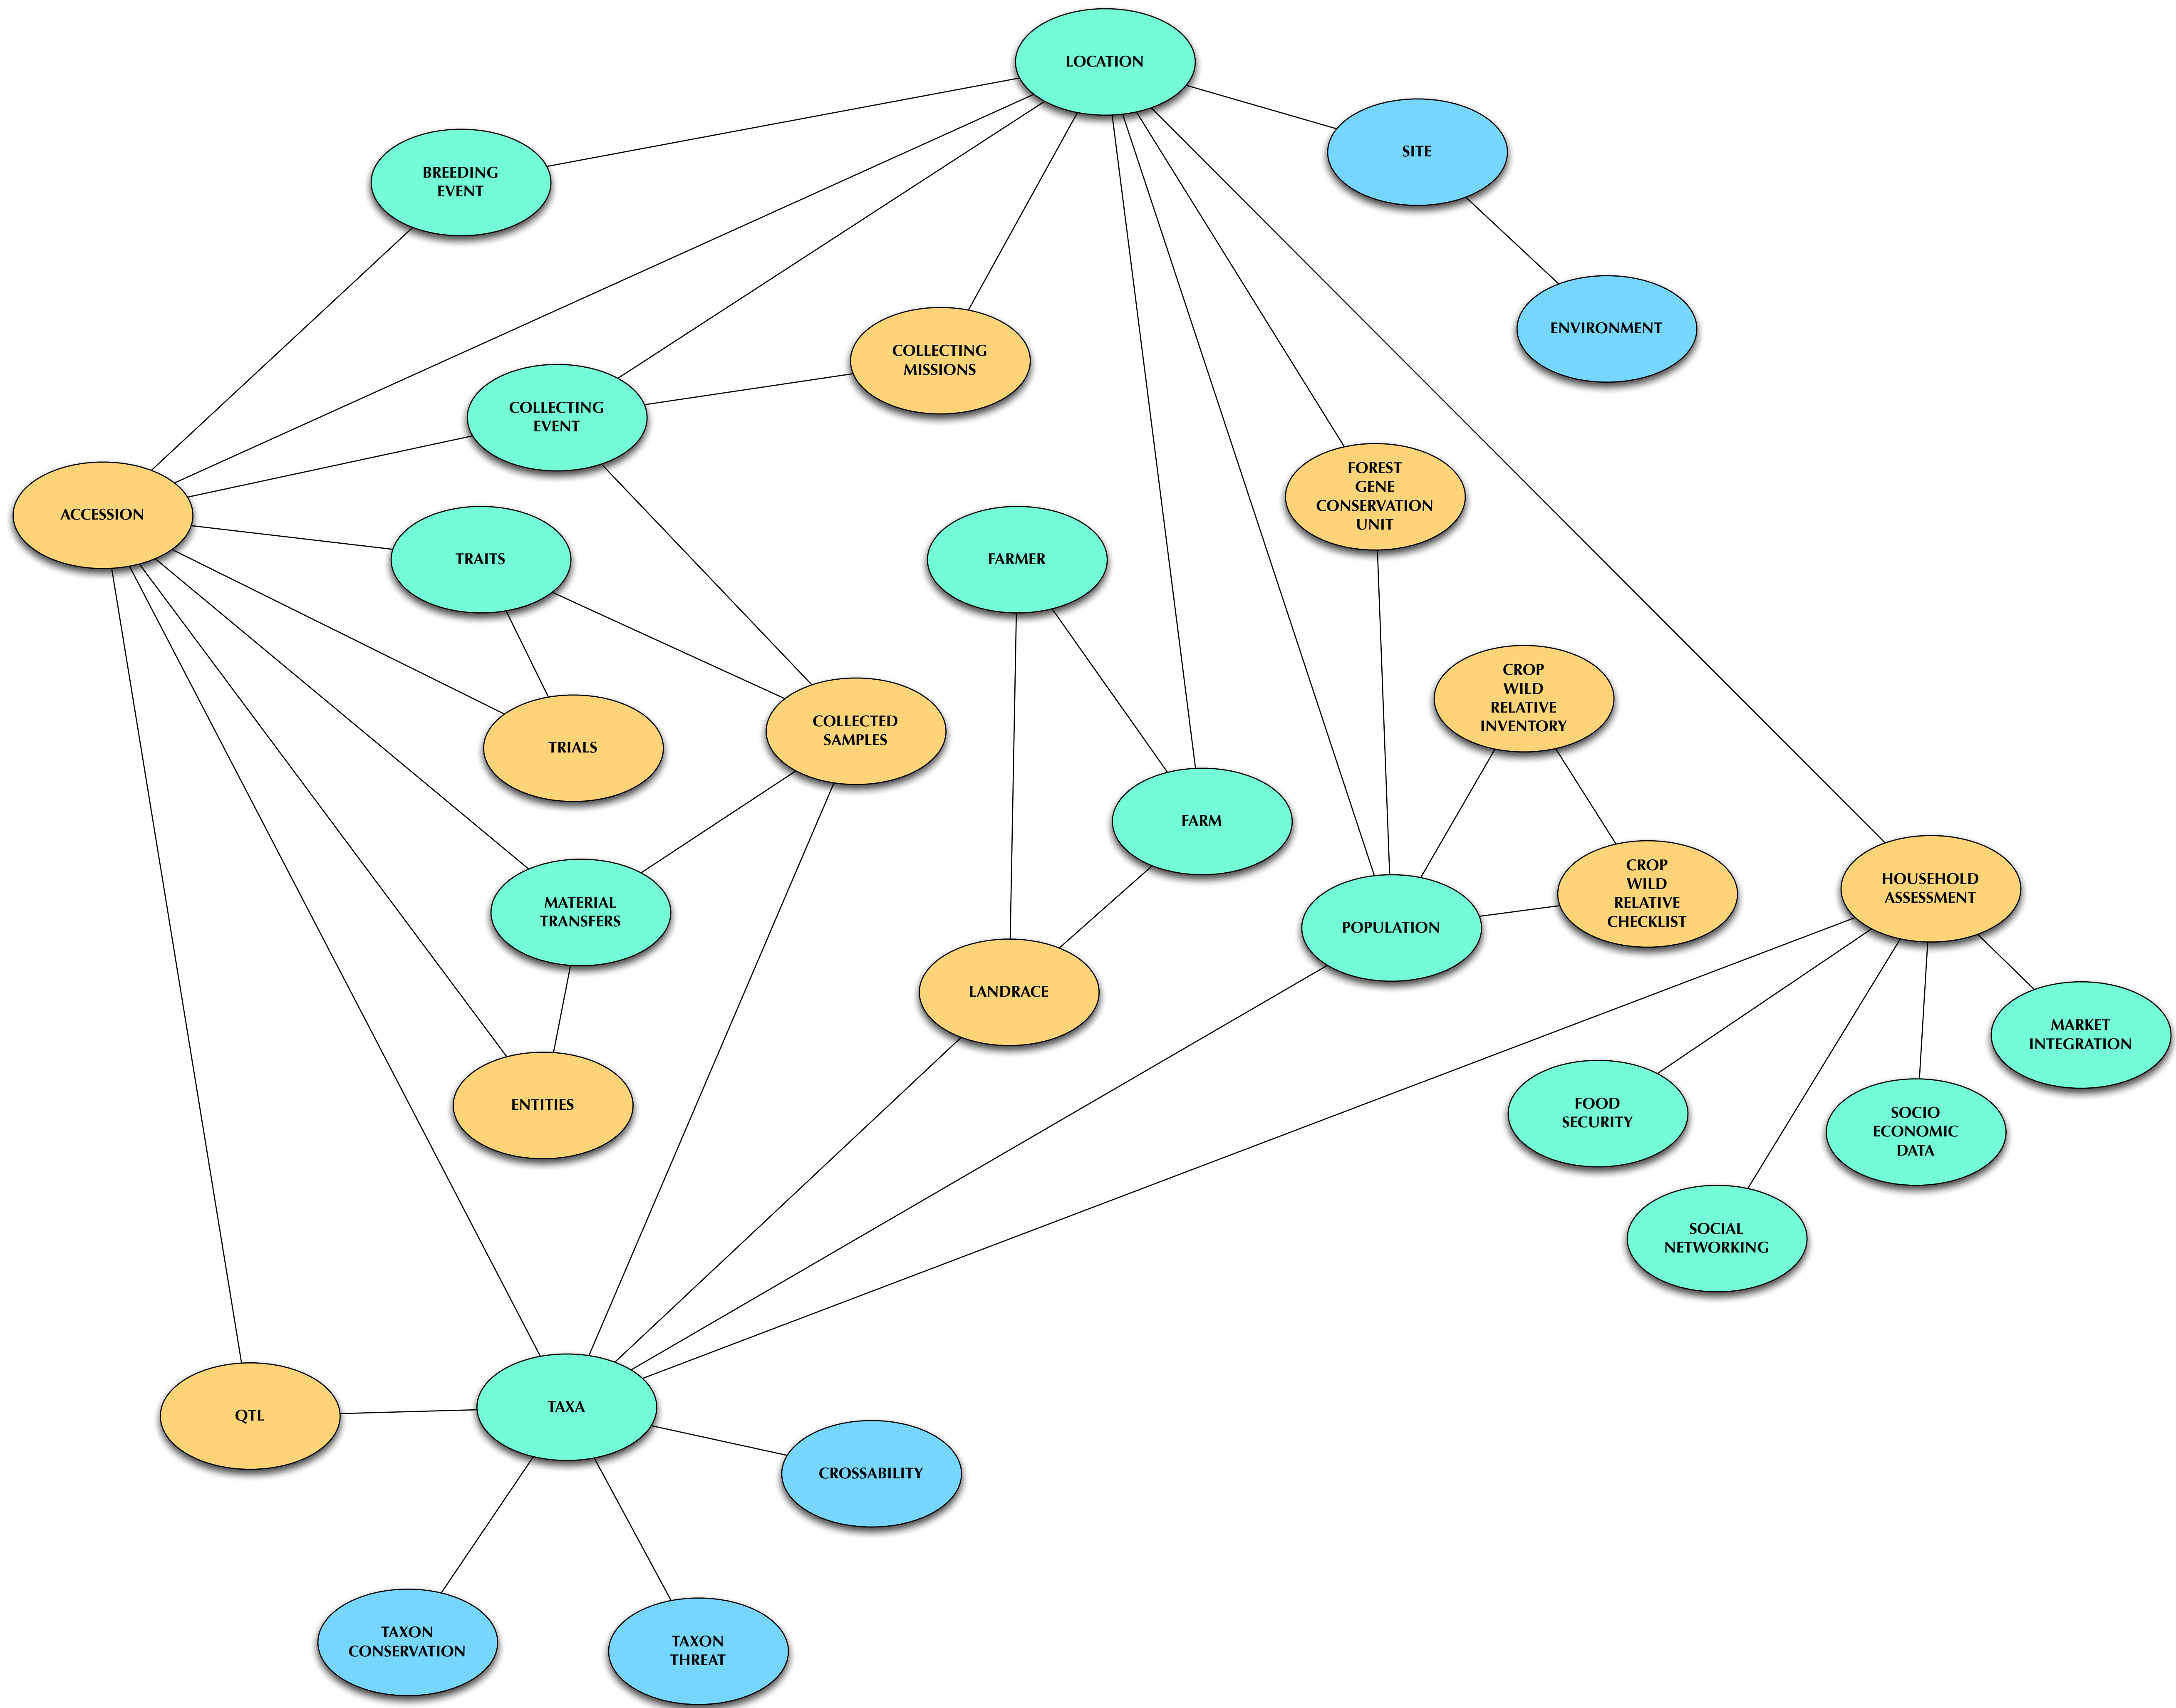 LOCATION
SITE
BREEDING
EVENT
ENVIRONMENT
COLLECTING
MISSIONS
COLLECTING
EVENT
FOREST
GENE
CONSERVATION
UNIT
ACCESSION
TRAITS
FARMER
CROP
WILD
RELATIVE
INVENTORY
COLLECTED
SAMPLES
TRIALS
FARM
CROP
WILD
RELATIVE
CHECKLIST
HOUSEHOLD
ASSESSMENT
MATERIAL
TRANSFERS
POPULATION
LANDRACE
MARKET
INTEGRATION
ENTITIES
FOOD
SECURITY
SOCIO
ECONOMIC
DATA
SOCIAL
NETWORKING
TAXA
QTL
CROSSABILITY
TAXON
CONSERVATION
TAXON
THREAT